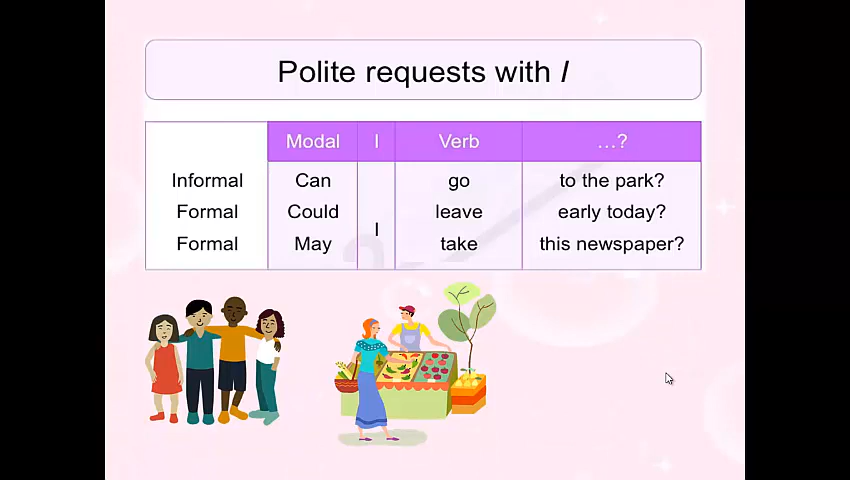 Polite requests with I
Modal I Verb …?
Informal Can go to the park?
Formal Could leave early today?
I
Formal May take this newspaper?